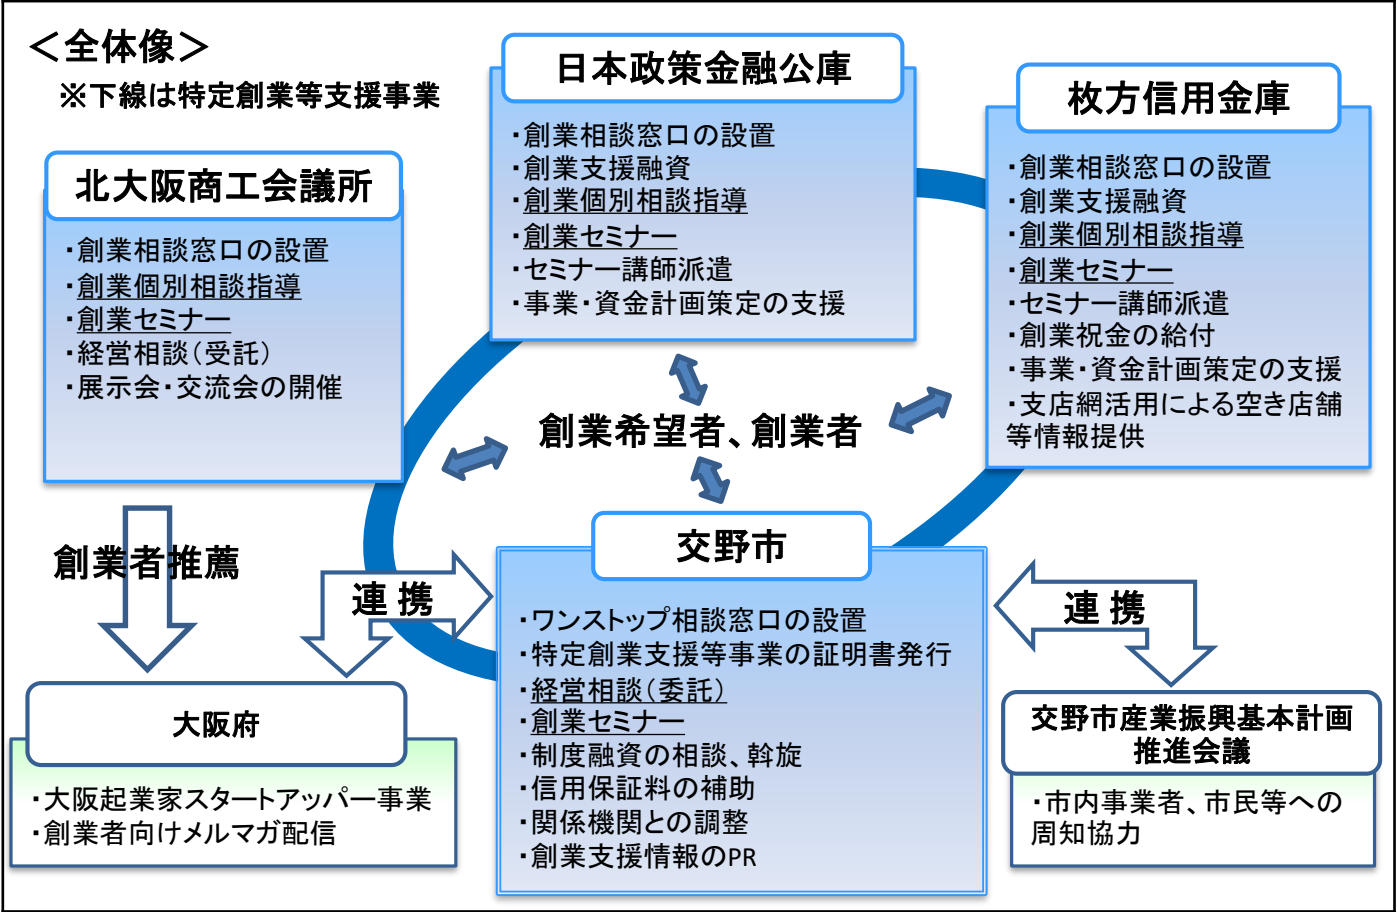 ＜全体像＞
※下線は特定創業等支援事業
日本政策金融公庫
・創業相談窓口の設置
・創業支援融資
・創業個別相談指導
・創業セミナー
・セミナー講師派遣
・事業・資金計画策定の支援
枚方信用金庫
・創業相談窓口の設置
・創業支援融資
・創業個別相談指導
・創業セミナー
・セミナー講師派遣
・創業祝金の給付
・事業・資金計画策定の支援
・支店網活用による空き店舗
等情報提供
北大阪商工会議所
・創業相談窓口の設置
・創業個別相談指導
・創業セミナー
・経営相談（受託）
・展示会・交流会の開催
創業希望者、創業者
創業者推薦
連 携
連 携
交野市
・ワンストップ相談窓口の設置
・特定創業支援等事業の証明書発行
・経営相談（委託）
・創業セミナー
・制度融資の相談、斡旋
・信用保証料の補助
・関係機関との調整
・創業支援情報のPR
大阪府
・大阪起業家スタートアッパー事業
・創業者向けメルマガ配信
交野市産業振興基本計画
推進会議
・市内事業者、市民等への
周知協力